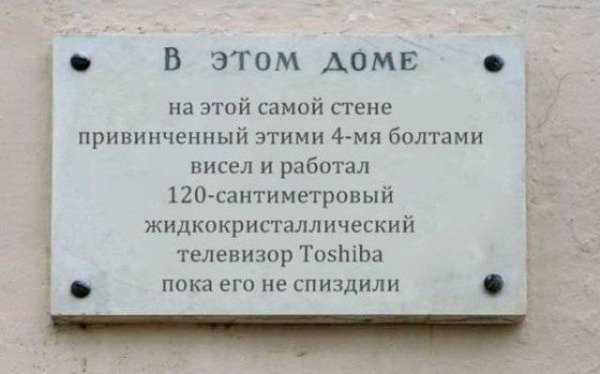 В ЭТОМ ДОМЕ
на этой самой стене
привинченный этими 4-мя болтами
висел и работал
120-сантиметровый
жидкокристаллический
телевизор Toshiba
пока его не спиздили